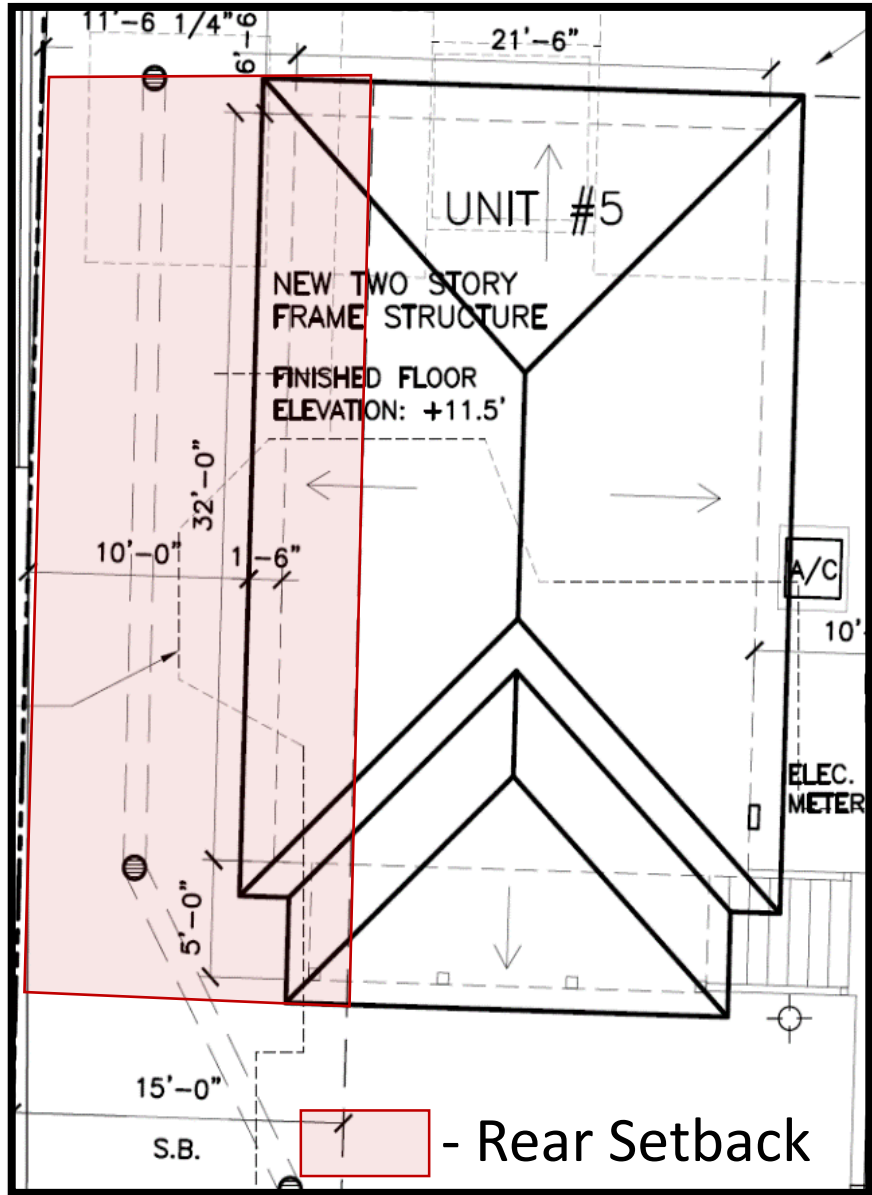 11'-6 1/4"
6'-6
21'-6"
UNIT #5
NEW TWO STORY
FRAME STRUCTURE
FINISHED FLOOR
ELEVATION: +11.5'
32'-0"
10'-0"
1 -6"
A/C
10'-
ELEC.
METER
5'-0"
15'-0"
S.B.
- Rear Setback